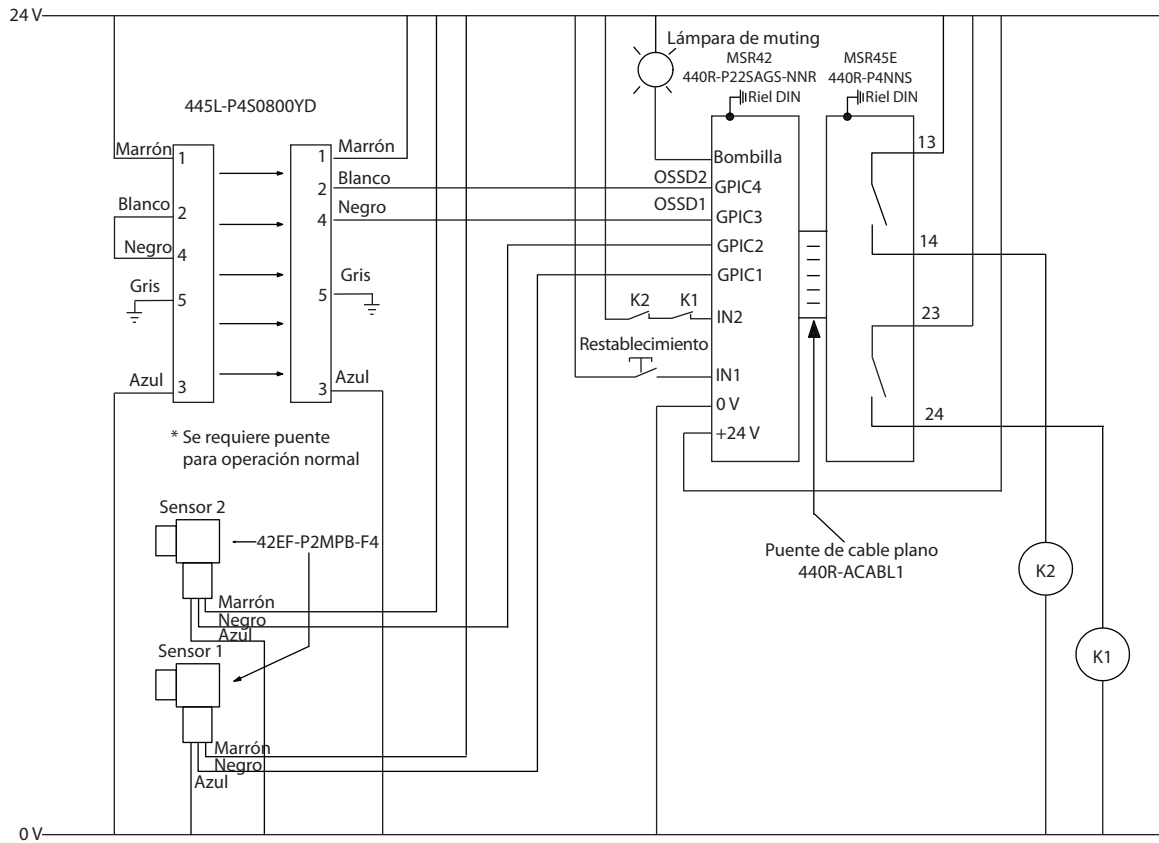 24 V
Lámpara de muting
MSR42
440R-P22SAGS-NNR
Riel DIN
MSR45E
440R-P4NNS
Riel DIN
445L-P4S0800YD
Marrón
1
Blanco
2
Negro
4
Gris
5
Azul
3
1
Marrón
2
Blanco
4
Negro
5
Gris
3
Azul
* Se requiere puente
para operación normal
Bombilla
OSSD2
GPIC4
OSSD1
GPIC3
GPIC2
GPIC1
K2
K1
IN2
Restablecimiento
IN1
0 V
+24 V
13
14
23
24
Puente de cable plano
440R-ACABL1
K2
K1
Sensor 2
42EF-P2MPB-F4
Marrón
Negro
Azul
Sensor 1
Marrón
Negro
Azul
0 V